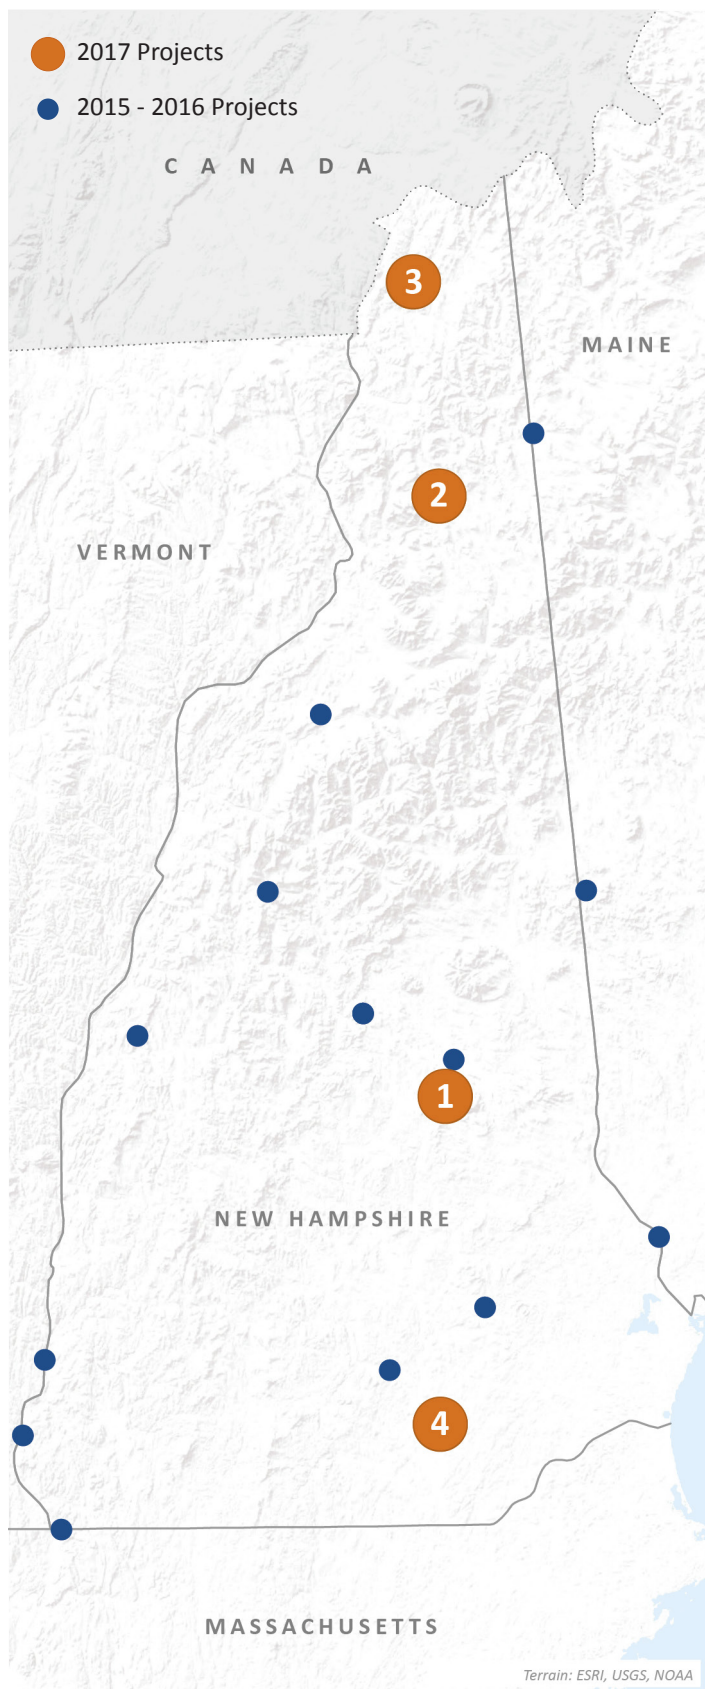 2017 Projects
2015 - 2016 Projects
CANADA
3
MAINE
2
VERMONT
1
NEW HAMPSHIRE
4
MASSACHUSETTS
Terrain: ESRI, USGS, NOAA